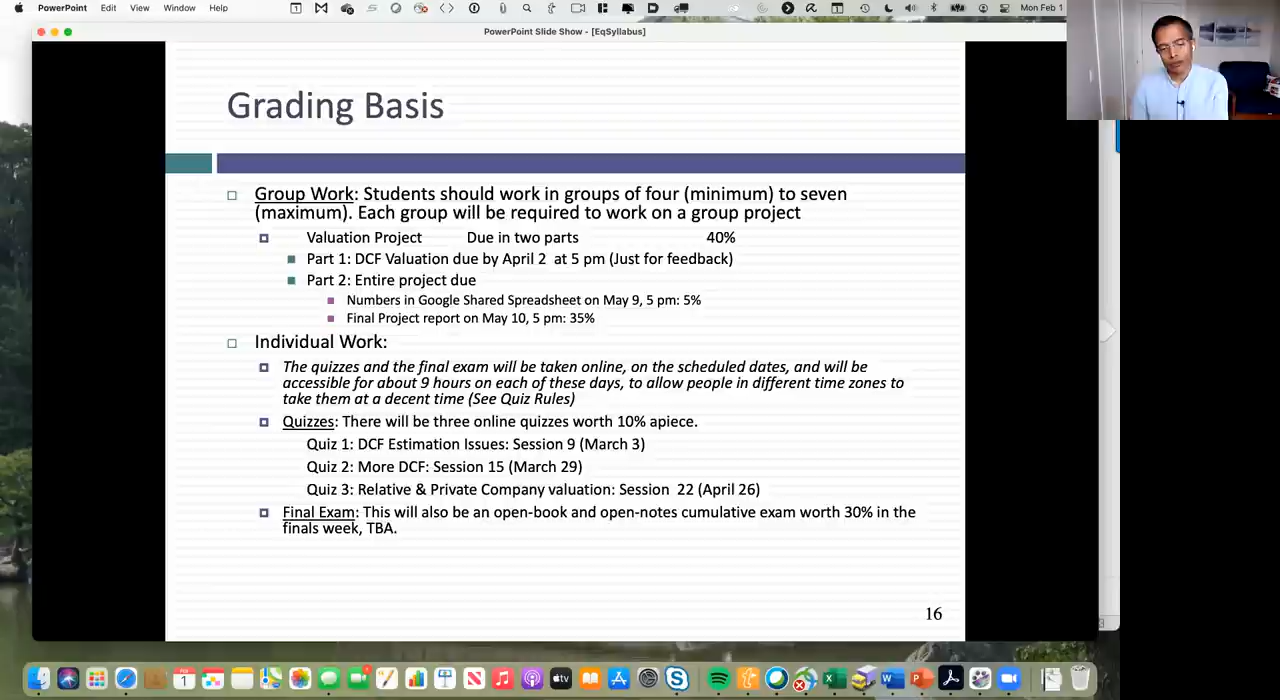 PowerPoint Edit View Window Help Mon Feb 1
PowerPoint Slide Show - [EqSyllabus]
Grading Basis
Group Work: Students should work in groups of four (minimum) to seven
(maximum). Each group will be required to work on a group project
Valuation Project Due in two parts 40%
Part 1: DCF Valuation due by April 2 at 5 pm (Just for feedback)
Part 2: Entire project due
Numbers in Google Shared Spreadsheet on May 9, 5 pm: 5%
Final Project report on May 10, 5 pm: 35%
Individual Work:
The quizzes and the final exam will be taken online, on the scheduled dates, and will be
accessible for about 9 hours on each of these days, to allow people in different time zones to
take them at a decent time (See Quiz Rules)
Quizzes: There will be three online quizzes worth 10% apiece.
Quiz 1: DCF Estimation Issues: Session 9 (March 3)
Quiz 2: More DCF: Session 15 (March 29)
Quiz 3: Relative & Private Company valuation: Session 22 (April 26)
Final Exam: This will also be an open-book and open-notes cumulative exam worth 30% in the
finals week, TBA.
16